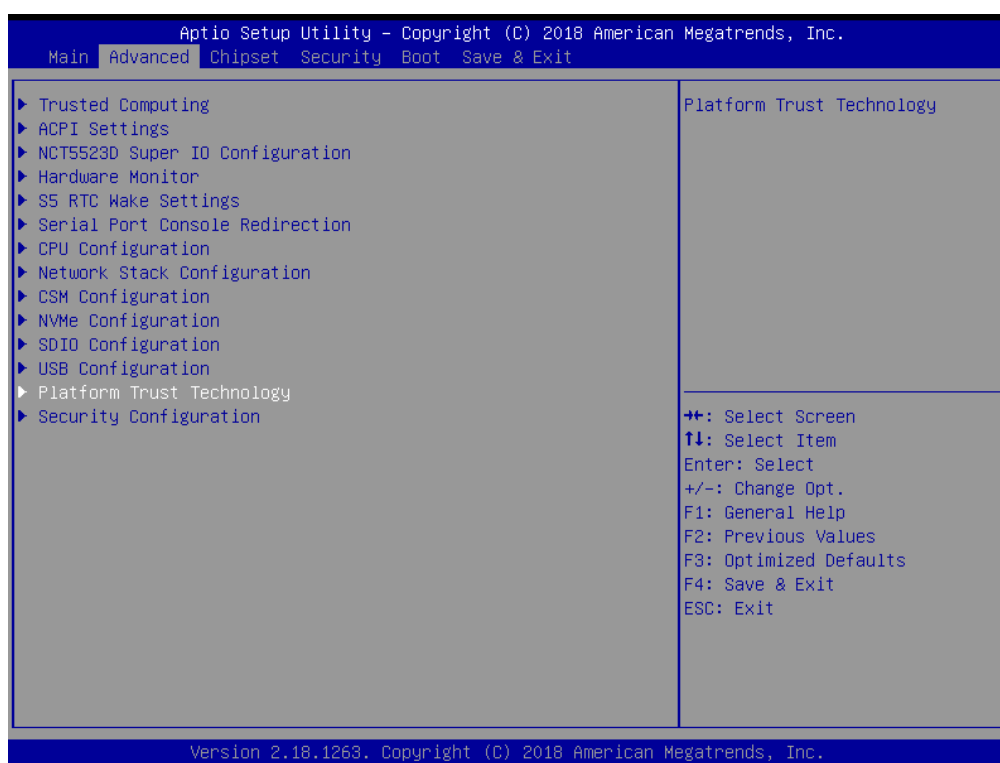 Aptio Setup Utility – Copyright (C) 2018 American Megatrends, Inc.
Main Advanced Chipset Security Boot Save & Exit
▶ Trusted Computing
▶ ACPI Settings
▶ NCT5523D Super IO Configuration
▶ Hardware Monitor
▶ S5 RTC Wake Settings
▶ Serial Port Console Redirection
▶ CPU Configuration
▶ Network Stack Configuration
▶ CSM Configuration
▶ NVMe Configuration
▶ SDIO Configuration
▶ USB Configuration
▶ Platform Trust Technology
▶ Security Configuration
Platform Trust Technology
→←: Select Screen
↑↓: Select Item
Enter: Select
+/-: Change Opt.
F1: General Help
F2: Previous Values
F3: Optimized Defaults
F4: Save & Exit
ESC: Exit
Version 2.18.1263. Copyright (C) 2018 American Megatrends, Inc.